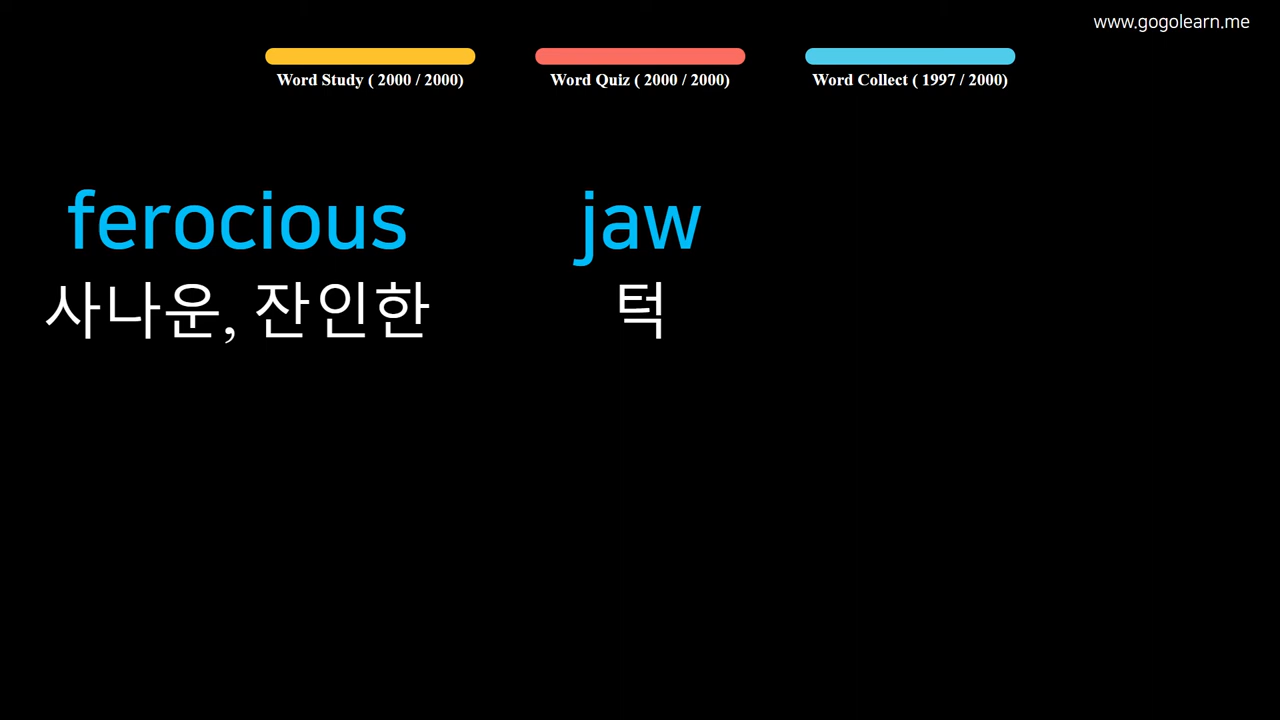 www.gogolearn.me
Word Study ( 2000 / 2000)
Word Quiz ( 2000 / 2000)
Word Collect ( 1997 / 2000)
ferocious
사나운, 잔인한
jaw
턱